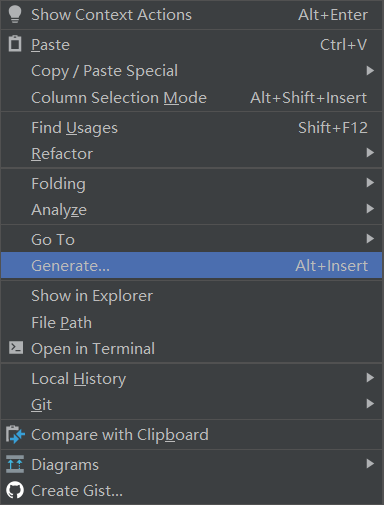 Show Context Actions Alt+Enter
Paste Ctrl+V
Copy / Paste Special
Column Selection Mode Alt+Shift+Insert
Find Usages Shift+F12
Refactor
Folding
Analyze
Go To
Generate... Alt+Insert
Show in Explorer
File Path
Open in Terminal
Local History
Git
Compare with Clipboard
Diagrams
Create Gist...